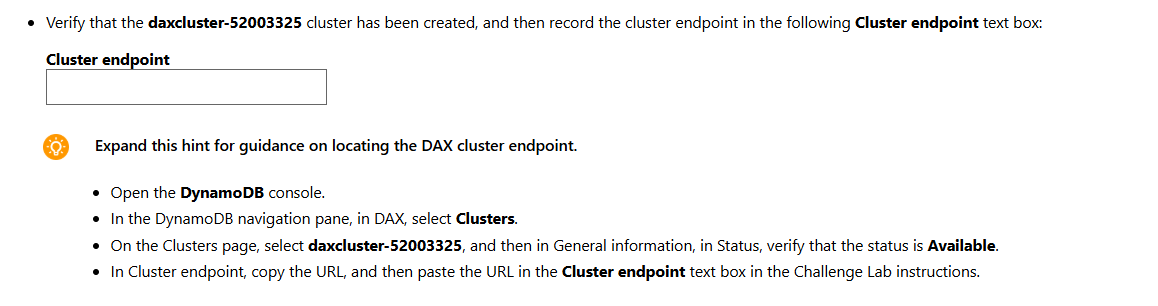 • Verify that the daxcluster-52003325 cluster has been created, and then record the cluster endpoint in the following Cluster endpoint text box:
Cluster endpoint
Expand this hint for guidance on locating the DAX cluster endpoint.
• Open the DynamoDB console.
• In the DynamoDB navigation pane, in DAX, select Clusters.
• On the Clusters page, select daxcluster-52003325, and then in General information, in Status, verify that the status is Available.
• In Cluster endpoint, copy the URL, and then paste the URL in the Cluster endpoint text box in the Challenge Lab instructions.